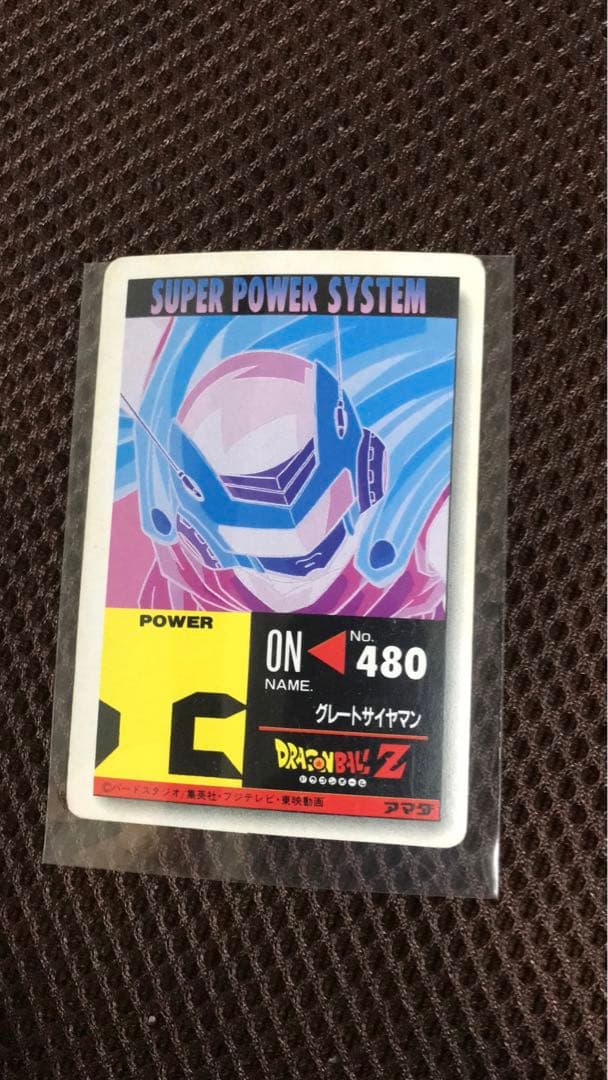 SUPER POWER SYSTEM
POWER
ON
No.
480
NAME.
グレートサイヤマン
DRAGON BALL Z
ドラゴンボール
©バードスタジオ/集英社・フジテレビ・東映動画
アマダ